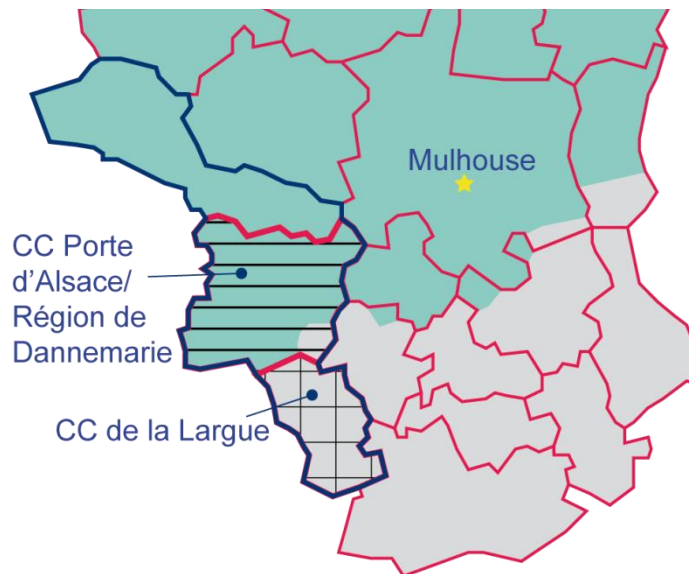 Mulhouse
CC Porte
d'Alsace/
Région de
Dannemarie
CC de la Largue